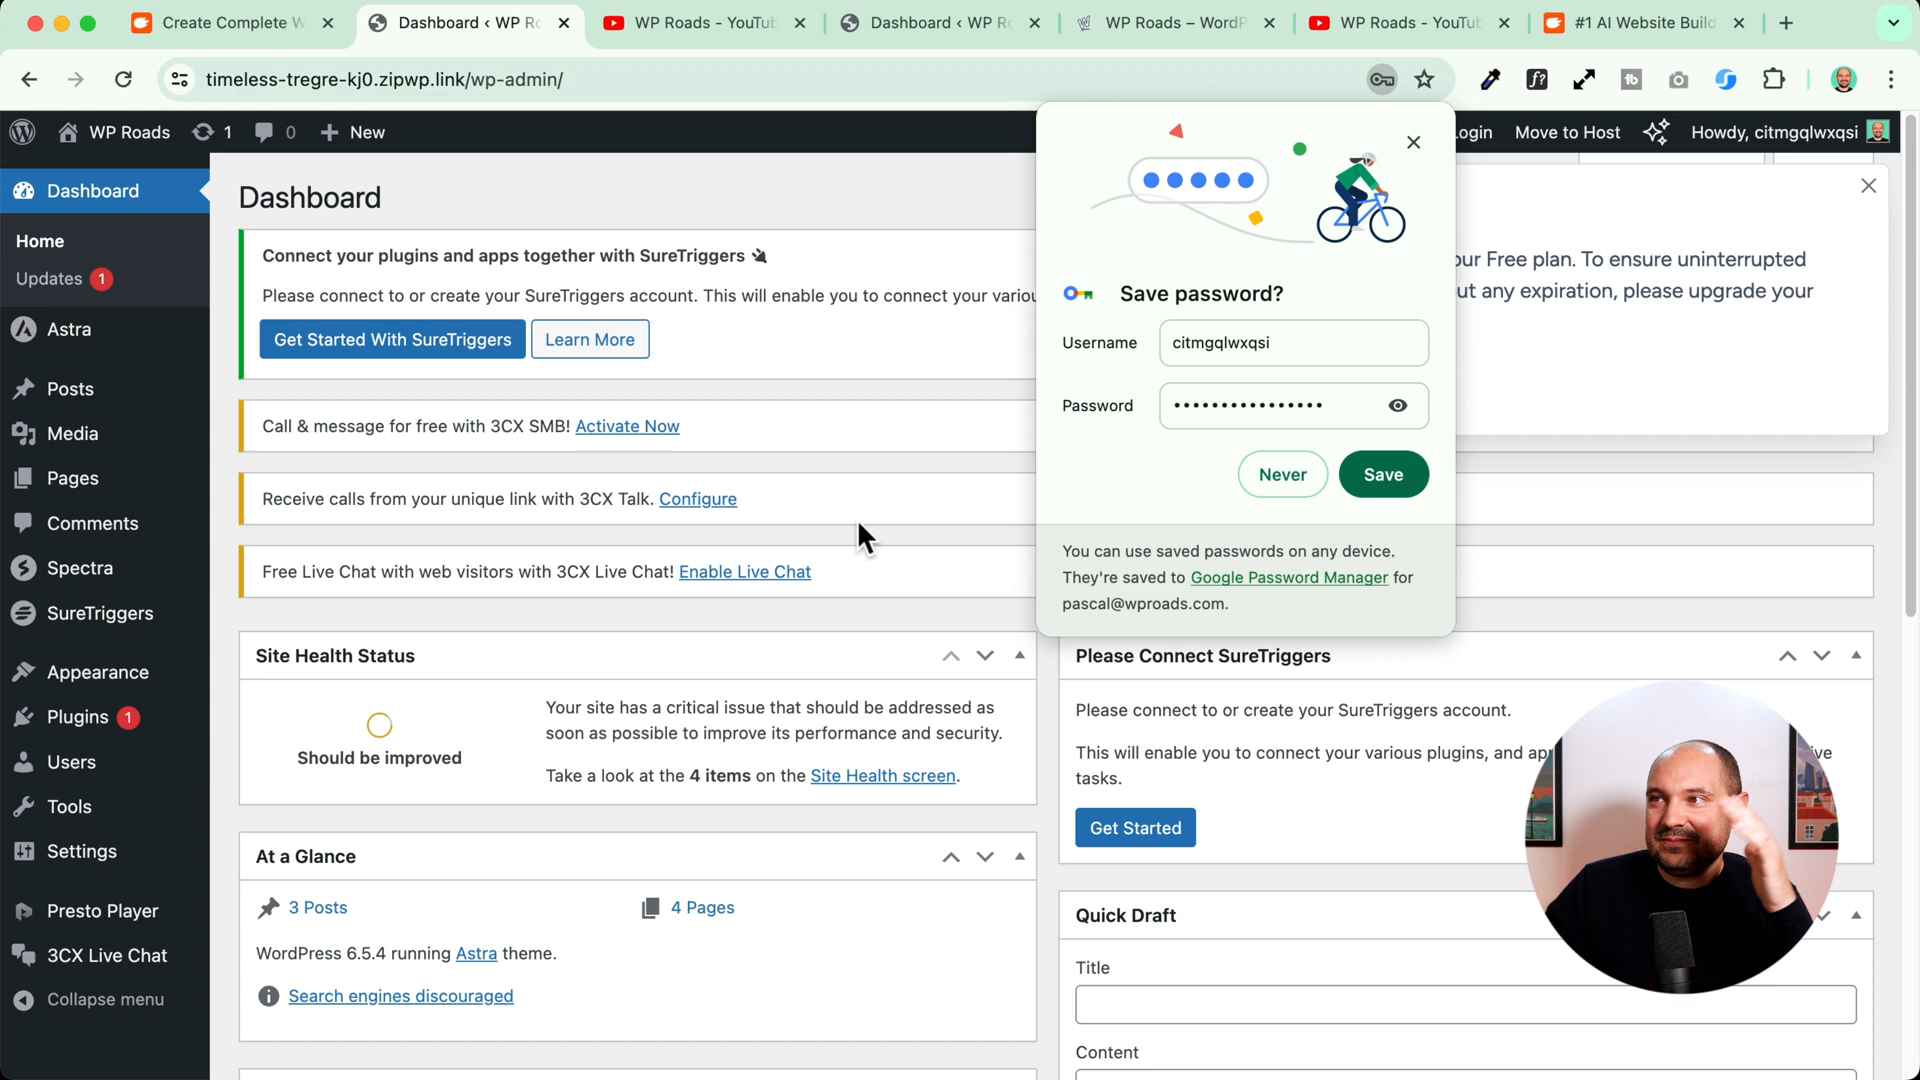 Create Complete W
Dashboard ‹ WP Ro
WP Roads - YouTub
Dashboard ‹ WP Ro
WP Roads – WordP
WP Roads - YouTub
#1 AI Website Build
timeless-tregre-kj0.zipwp.link/wp-admin/
WP Roads
1
0
New
Login
Move to Host
Howdy, citmgqlwxqsi
Dashboard
Home
Updates 1
Astra
Posts
Media
Pages
Comments
Spectra
SureTriggers
Appearance
Plugins 1
Users
Tools
Settings
Presto Player
3CX Live Chat
Collapse menu
Dashboard
Connect your plugins and apps together with SureTriggers
Please connect to or create your SureTriggers account. This will enable you to connect your variou
Get Started With SureTriggers
Learn More
Call & message for free with 3CX SMB! Activate Now
Receive calls from your unique link with 3CX Talk. Configure
Free Live Chat with web visitors with 3CX Live Chat! Enable Live Chat
Save password?
Username
citmgqlwxqsi
Password
Never
Save
You can use saved passwords on any device.
They're saved to Google Password Manager for
pascal@wproads.com.
our Free plan. To ensure uninterrupted
ut any expiration, please upgrade your
Site Health Status
Should be improved
Your site has a critical issue that should be addressed as
soon as possible to improve its performance and security.
Take a look at the 4 items on the Site Health screen.
At a Glance
3 Posts
4 Pages
WordPress 6.5.4 running Astra theme.
Search engines discouraged
Please Connect SureTriggers
Please connect to or create your SureTriggers account.
This will enable you to connect your various plugins, and ap
ve
tasks.
Get Started
Quick Draft
Title
Content